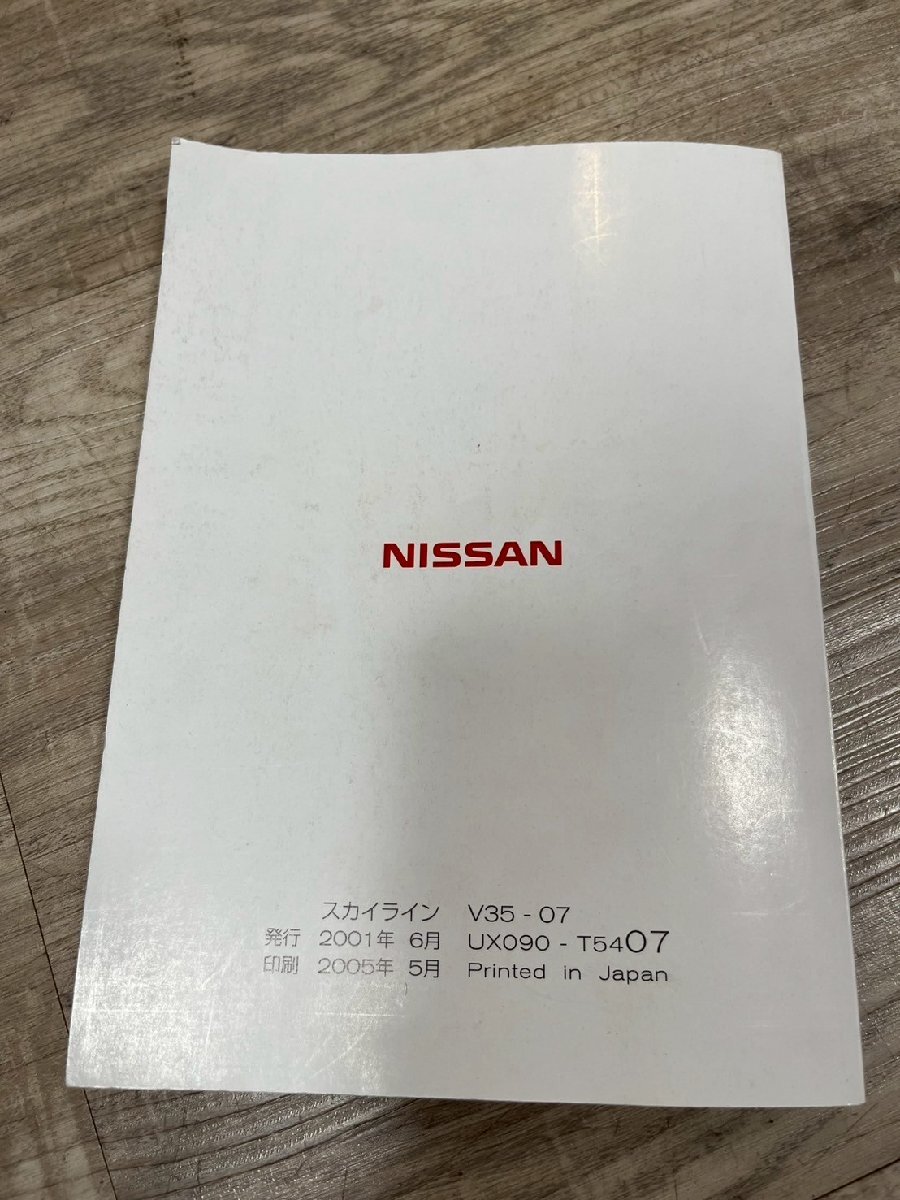 NISSAN
スカイライン V35 - 07
発行 2001年 6月 UX090 - T5407
印刷 2005年 5月 Printed in Japan